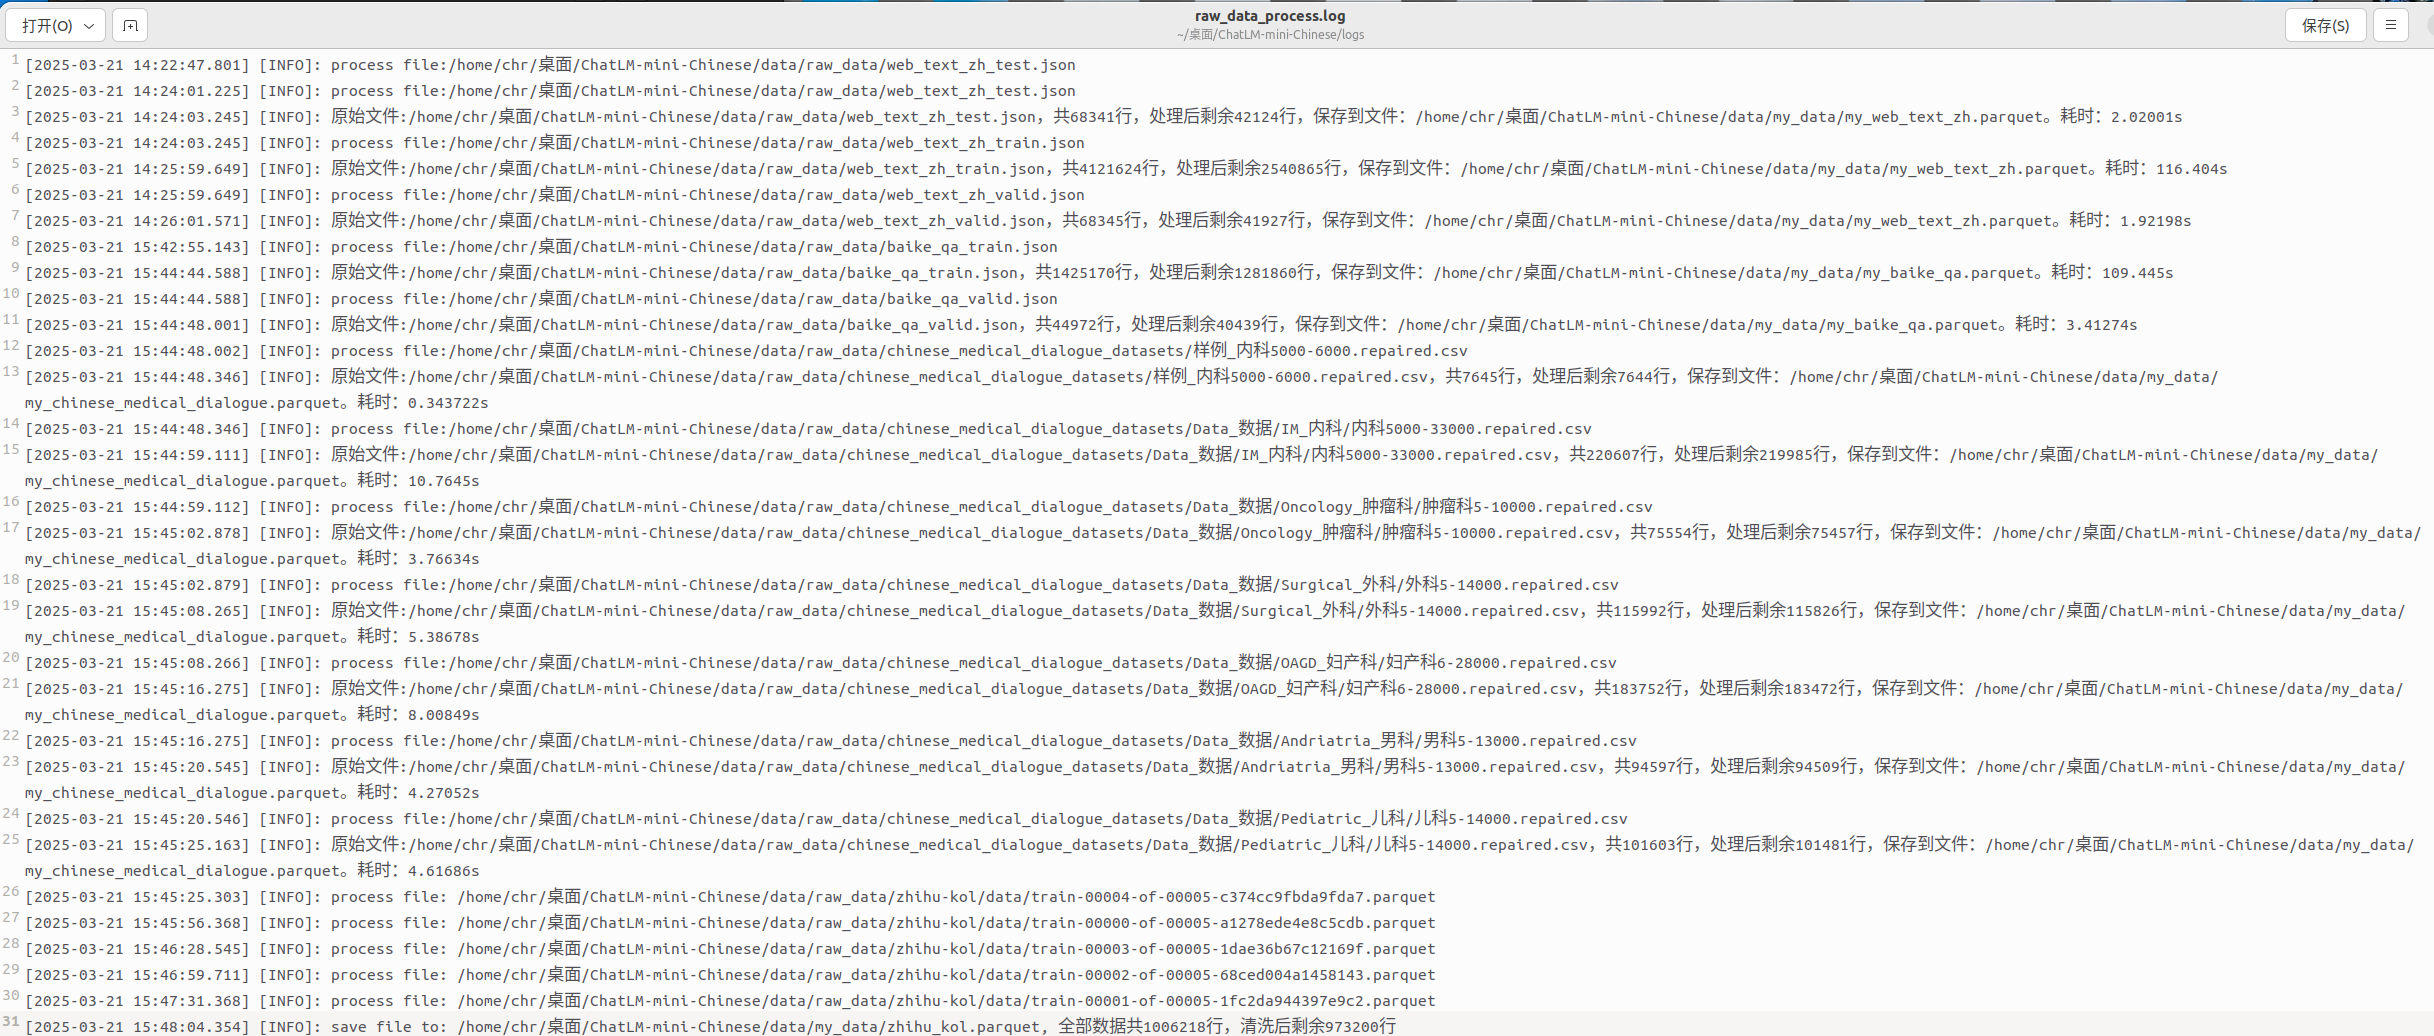 打开(O)
raw_data_process.log
~/桌面/ChatLM-mini-Chinese/logs
保存(S)
1 [2025-03-21 14:22:47.801] [INFO]: process file:/home/chr/桌面/ChatLM-mini-Chinese/data/raw_data/web_text_zh_test.json
2 [2025-03-21 14:24:01.225] [INFO]: process file:/home/chr/桌面/ChatLM-mini-Chinese/data/raw_data/web_text_zh_test.json
3 [2025-03-21 14:24:03.245] [INFO]: 原始文件:/home/chr/桌面/ChatLM-mini-Chinese/data/raw_data/web_text_zh_test.json，共68341行，处理后剩余42124行，保存到文件：/home/chr/桌面/ChatLM-mini-Chinese/data/my_data/my_web_text_zh.parquet。耗时：2.02001s
4 [2025-03-21 14:24:03.245] [INFO]: process file:/home/chr/桌面/ChatLM-mini-Chinese/data/raw_data/web_text_zh_train.json
5 [2025-03-21 14:25:59.649] [INFO]: 原始文件:/home/chr/桌面/ChatLM-mini-Chinese/data/raw_data/web_text_zh_train.json，共4121624行，处理后剩余2540865行，保存到文件：/home/chr/桌面/ChatLM-mini-Chinese/data/my_data/my_web_text_zh.parquet。耗时：116.404s
6 [2025-03-21 14:25:59.649] [INFO]: process file:/home/chr/桌面/ChatLM-mini-Chinese/data/raw_data/web_text_zh_valid.json
7 [2025-03-21 14:26:01.571] [INFO]: 原始文件:/home/chr/桌面/ChatLM-mini-Chinese/data/raw_data/web_text_zh_valid.json，共68345行，处理后剩余41927行，保存到文件：/home/chr/桌面/ChatLM-mini-Chinese/data/my_data/my_web_text_zh.parquet。耗时：1.92198s
8 [2025-03-21 15:42:55.143] [INFO]: process file:/home/chr/桌面/ChatLM-mini-Chinese/data/raw_data/baike_qa_train.json
9 [2025-03-21 15:44:44.588] [INFO]: 原始文件:/home/chr/桌面/ChatLM-mini-Chinese/data/raw_data/baike_qa_train.json，共1425170行，处理后剩余1281860行，保存到文件：/home/chr/桌面/ChatLM-mini-Chinese/data/my_data/my_baike_qa.parquet。耗时：109.445s
10 [2025-03-21 15:44:44.588] [INFO]: process file:/home/chr/桌面/ChatLM-mini-Chinese/data/raw_data/baike_qa_valid.json
11 [2025-03-21 15:44:48.001] [INFO]: 原始文件:/home/chr/桌面/ChatLM-mini-Chinese/data/raw_data/baike_qa_valid.json，共44972行，处理后剩余40439行，保存到文件：/home/chr/桌面/ChatLM-mini-Chinese/data/my_data/my_baike_qa.parquet。耗时：3.41274s
12 [2025-03-21 15:44:48.002] [INFO]: process file:/home/chr/桌面/ChatLM-mini-Chinese/data/raw_data/chinese_medical_dialogue_datasets/样例_内科5000-6000.repaired.csv
13 [2025-03-21 15:44:48.346] [INFO]: 原始文件:/home/chr/桌面/ChatLM-mini-Chinese/data/raw_data/chinese_medical_dialogue_datasets/样例_内科5000-6000.repaired.csv，共7645行，处理后剩余7644行，保存到文件：/home/chr/桌面/ChatLM-mini-Chinese/data/my_data/
my_chinese_medical_dialogue.parquet。耗时：0.343722s
14 [2025-03-21 15:44:48.346] [INFO]: process file:/home/chr/桌面/ChatLM-mini-Chinese/data/raw_data/chinese_medical_dialogue_datasets/Data_数据/IM_内科/内科5000-33000.repaired.csv
15 [2025-03-21 15:44:59.111] [INFO]: 原始文件:/home/chr/桌面/ChatLM-mini-Chinese/data/raw_data/chinese_medical_dialogue_datasets/Data_数据/IM_内科/内科5000-33000.repaired.csv，共220607行，处理后剩余219985行，保存到文件：/home/chr/桌面/ChatLM-mini-Chinese/data/my_data/
my_chinese_medical_dialogue.parquet。耗时：10.7645s
16 [2025-03-21 15:44:59.112] [INFO]: process file:/home/chr/桌面/ChatLM-mini-Chinese/data/raw_data/chinese_medical_dialogue_datasets/Data_数据/Oncology_肿瘤科/肿瘤科5-10000.repaired.csv
17 [2025-03-21 15:45:02.878] [INFO]: 原始文件:/home/chr/桌面/ChatLM-mini-Chinese/data/raw_data/chinese_medical_dialogue_datasets/Data_数据/Oncology_肿瘤科/肿瘤科5-10000.repaired.csv，共75554行，处理后剩余75457行，保存到文件：/home/chr/桌面/ChatLM-mini-Chinese/data/my_data/
my_chinese_medical_dialogue.parquet。耗时：3.76634s
18 [2025-03-21 15:45:02.879] [INFO]: process file:/home/chr/桌面/ChatLM-mini-Chinese/data/raw_data/chinese_medical_dialogue_datasets/Data_数据/Surgical_外科/外科5-14000.repaired.csv
19 [2025-03-21 15:45:08.265] [INFO]: 原始文件:/home/chr/桌面/ChatLM-mini-Chinese/data/raw_data/chinese_medical_dialogue_datasets/Data_数据/Surgical_外科/外科5-14000.repaired.csv，共115992行，处理后剩余115826行，保存到文件：/home/chr/桌面/ChatLM-mini-Chinese/data/my_data/
my_chinese_medical_dialogue.parquet。耗时：5.38678s
20 [2025-03-21 15:45:08.266] [INFO]: process file:/home/chr/桌面/ChatLM-mini-Chinese/data/raw_data/chinese_medical_dialogue_datasets/Data_数据/OAGD_妇产科/妇产科6-28000.repaired.csv
21 [2025-03-21 15:45:16.275] [INFO]: 原始文件:/home/chr/桌面/ChatLM-mini-Chinese/data/raw_data/chinese_medical_dialogue_datasets/Data_数据/OAGD_妇产科/妇产科6-28000.repaired.csv，共183752行，处理后剩余183472行，保存到文件：/home/chr/桌面/ChatLM-mini-Chinese/data/my_data/
my_chinese_medical_dialogue.parquet。耗时：8.00849s
22 [2025-03-21 15:45:16.275] [INFO]: process file:/home/chr/桌面/ChatLM-mini-Chinese/data/raw_data/chinese_medical_dialogue_datasets/Data_数据/Andriatria_男科/男科5-13000.repaired.csv
23 [2025-03-21 15:45:20.545] [INFO]: 原始文件:/home/chr/桌面/ChatLM-mini-Chinese/data/raw_data/chinese_medical_dialogue_datasets/Data_数据/Andriatria_男科/男科5-13000.repaired.csv，共94597行，处理后剩余94509行，保存到文件：/home/chr/桌面/ChatLM-mini-Chinese/data/my_data/
my_chinese_medical_dialogue.parquet。耗时：4.27052s
24 [2025-03-21 15:45:20.546] [INFO]: process file:/home/chr/桌面/ChatLM-mini-Chinese/data/raw_data/chinese_medical_dialogue_datasets/Data_数据/Pediatric_儿科/儿科5-14000.repaired.csv
25 [2025-03-21 15:45:25.163] [INFO]: 原始文件:/home/chr/桌面/ChatLM-mini-Chinese/data/raw_data/chinese_medical_dialogue_datasets/Data_数据/Pediatric_儿科/儿科5-14000.repaired.csv，共101603行，处理后剩余101481行，保存到文件：/home/chr/桌面/ChatLM-mini-Chinese/data/my_data/
my_chinese_medical_dialogue.parquet。耗时：4.61686s
26 [2025-03-21 15:45:25.303] [INFO]: process file: /home/chr/桌面/ChatLM-mini-Chinese/data/raw_data/zhihu-kol/data/train-00004-of-00005-c374cc9fbda9fda7.parquet
27 [2025-03-21 15:45:56.368] [INFO]: process file: /home/chr/桌面/ChatLM-mini-Chinese/data/raw_data/zhihu-kol/data/train-00000-of-00005-a1278ede4e8c5cdb.parquet
28 [2025-03-21 15:46:28.545] [INFO]: process file: /home/chr/桌面/ChatLM-mini-Chinese/data/raw_data/zhihu-kol/data/train-00003-of-00005-1dae36b67c12169f.parquet
29 [2025-03-21 15:46:59.711] [INFO]: process file: /home/chr/桌面/ChatLM-mini-Chinese/data/raw_data/zhihu-kol/data/train-00002-of-00005-68ced004a1458143.parquet
30 [2025-03-21 15:47:31.368] [INFO]: process file: /home/chr/桌面/ChatLM-mini-Chinese/data/raw_data/zhihu-kol/data/train-00001-of-00005-1fc2da944397e9c2.parquet
31 [2025-03-21 15:48:04.354] [INFO]: save file to: /home/chr/桌面/ChatLM-mini-Chinese/data/my_data/zhihu_kol.parquet, 全部数据共1006218行，清洗后剩余973200行